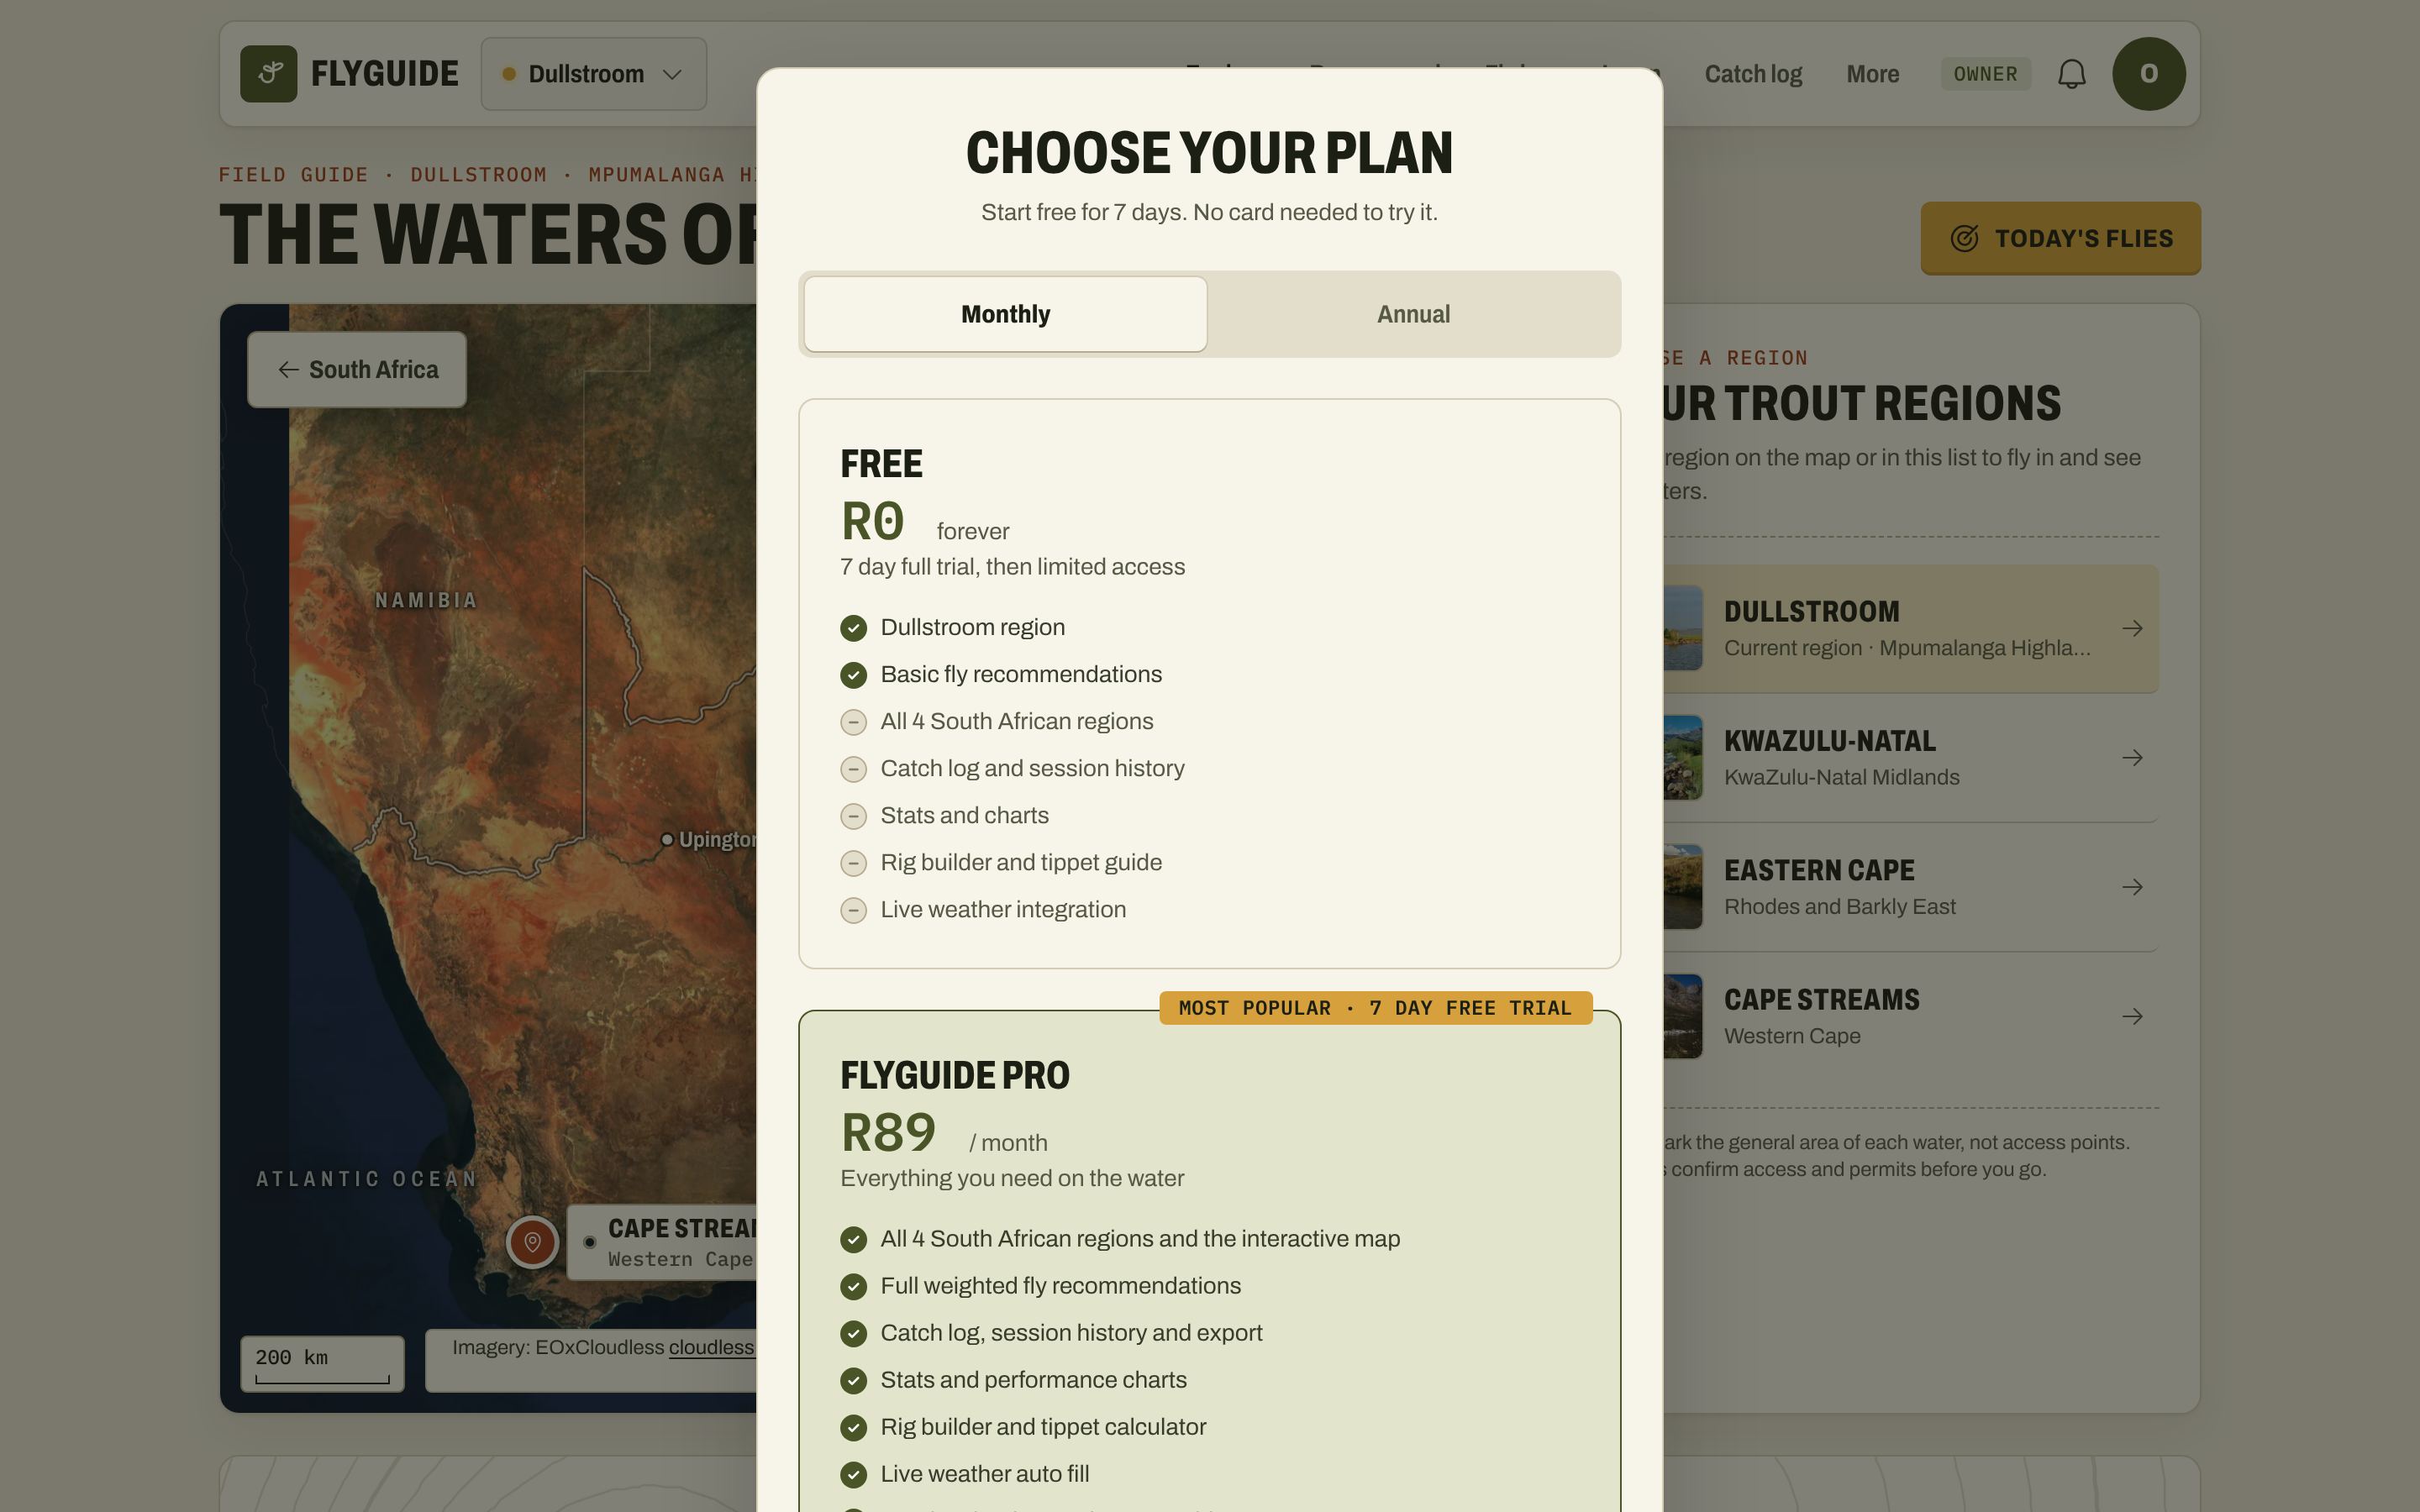 FLYGUIDE
Dullstroom
Catch log
More
OWNER
O
FIELD GUIDE · DULLSTROOM · MPUMALANGA
THE WATERS OF
TODAY'S FLIES
South Africa
NAMIBIA
Upington
ATLANTIC OCEAN
CAPE STREAM
Western Cape
200 km
Imagery: EOxCloudless cloudless
CHOOSE YOUR PLAN
Start free for 7 days. No card needed to try it.
Monthly
Annual
FREE
R0 forever
7 day full trial, then limited access
Dullstroom region
Basic fly recommendations
All 4 South African regions
Catch log and session history
Stats and charts
Rig builder and tippet guide
Live weather integration
MOST POPULAR · 7 DAY FREE TRIAL
FLYGUIDE PRO
R89 / month
Everything you need on the water
All 4 South African regions and the interactive map
Full weighted fly recommendations
Catch log, session history and export
Stats and performance charts
Rig builder and tippet calculator
Live weather auto fill
SE A REGION
UR TROUT REGIONS
region on the map or in this list to fly in and see
ters.
DULLSTROOM
Current region · Mpumalanga Highla...
KWAZULU-NATAL
KwaZulu-Natal Midlands
EASTERN CAPE
Rhodes and Barkly East
CAPE STREAMS
Western Cape
ark the general area of each water, not access points.
s confirm access and permits before you go.